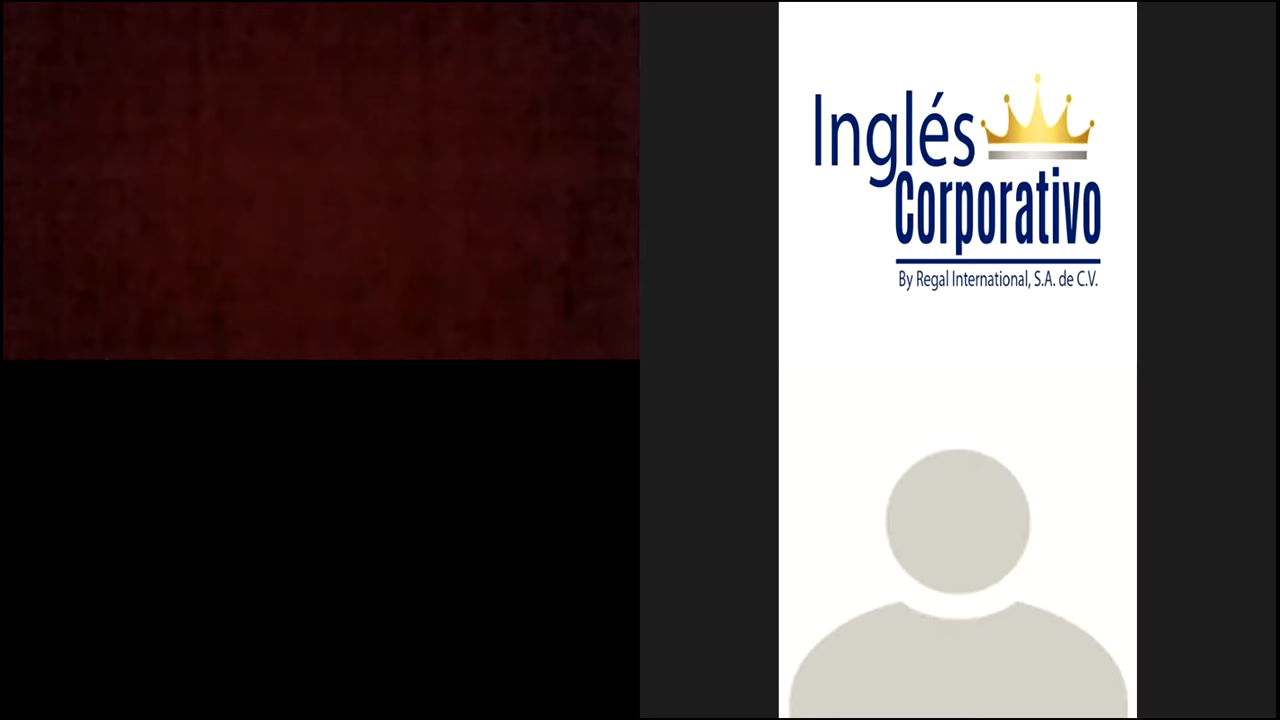 Inglés
Corporativo
By Regal International, S.A. de C.V.